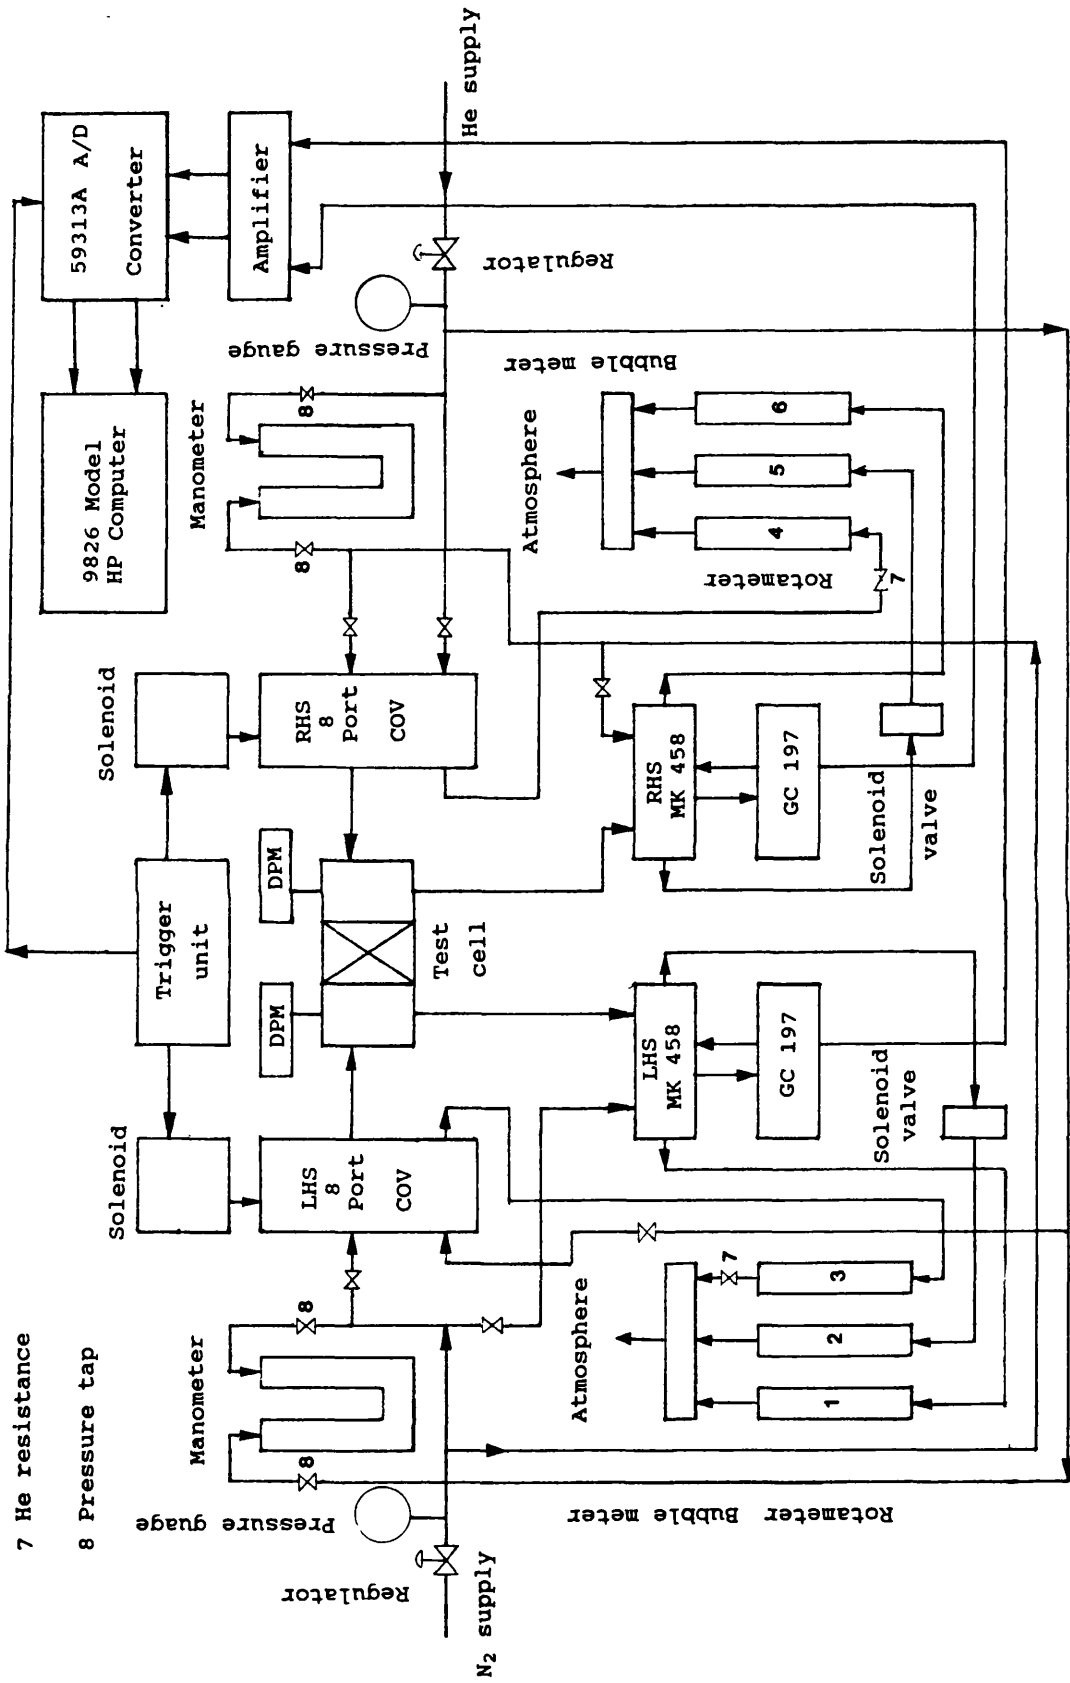 7 He resistance
8 Pressure tap
Solenoid
Trigger
unit
Solenoid
9826 Model
HP Computer
59313A A/D
Converter
Manometer
8
8
LHS
8
Port
COV
DPM
DPM
Test
cell
RHS
8
Port
COV
Manometer
8
8
Amplifier
Pressure guage
Regulator
N2 supply
Pressure gauge
Regulator
He supply
Atmosphere
7
1
2
3
Rotameter Bubble meter
LHS
MK 458
GC 197
Solenoid
valve
RHS
MK 458
GC 197
Solenoid
valve
Atmosphere
Bubble meter
Rotameter
4
5
6
7